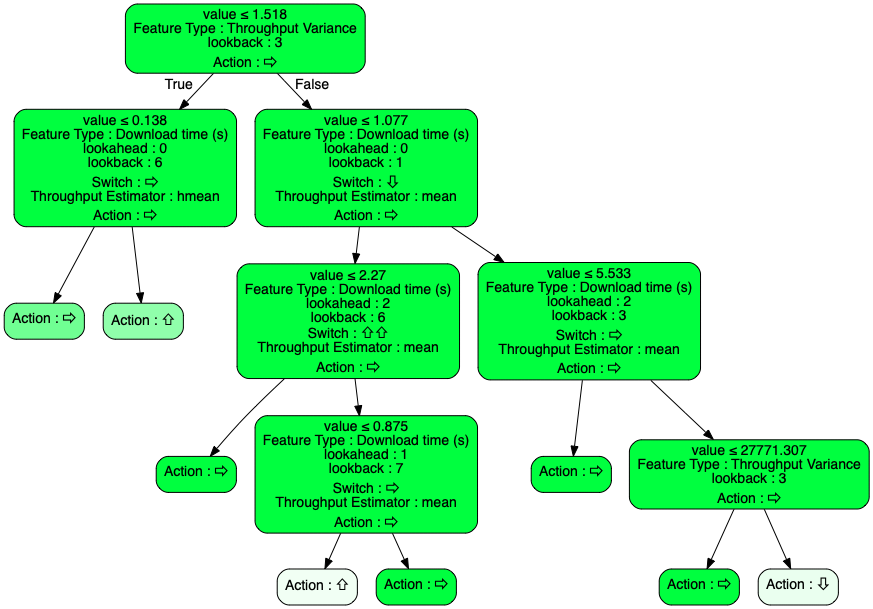 value ≤ 1.518
Feature Type : Throughput Variance
lookback : 3
Action : ⇨
True
False
value ≤ 0.138
Feature Type : Download time (s)
lookahead : 0
lookback : 6
Switch : ⇨
Throughput Estimator : hmean
Action : ⇨
value ≤ 1.077
Feature Type : Download time (s)
lookahead : 0
lookback : 1
Switch : ⇩
Throughput Estimator : mean
Action : ⇨
Action : ⇨
Action : ⇧
value ≤ 2.27
Feature Type : Download time (s)
lookahead : 2
lookback : 6
Switch : ⇧⇧
Throughput Estimator : mean
Action : ⇨
value ≤ 5.533
Feature Type : Download time (s)
lookahead : 2
lookback : 3
Switch : ⇨
Throughput Estimator : mean
Action : ⇨
Action : ⇨
value ≤ 0.875
Feature Type : Download time (s)
lookahead : 1
lookback : 7
Switch : ⇨
Throughput Estimator : mean
Action : ⇨
Action : ⇨
value ≤ 27771.307
Feature Type : Throughput Variance
lookback : 3
Action : ⇨
Action : ⇧
Action : ⇨
Action : ⇨
Action : ⇩